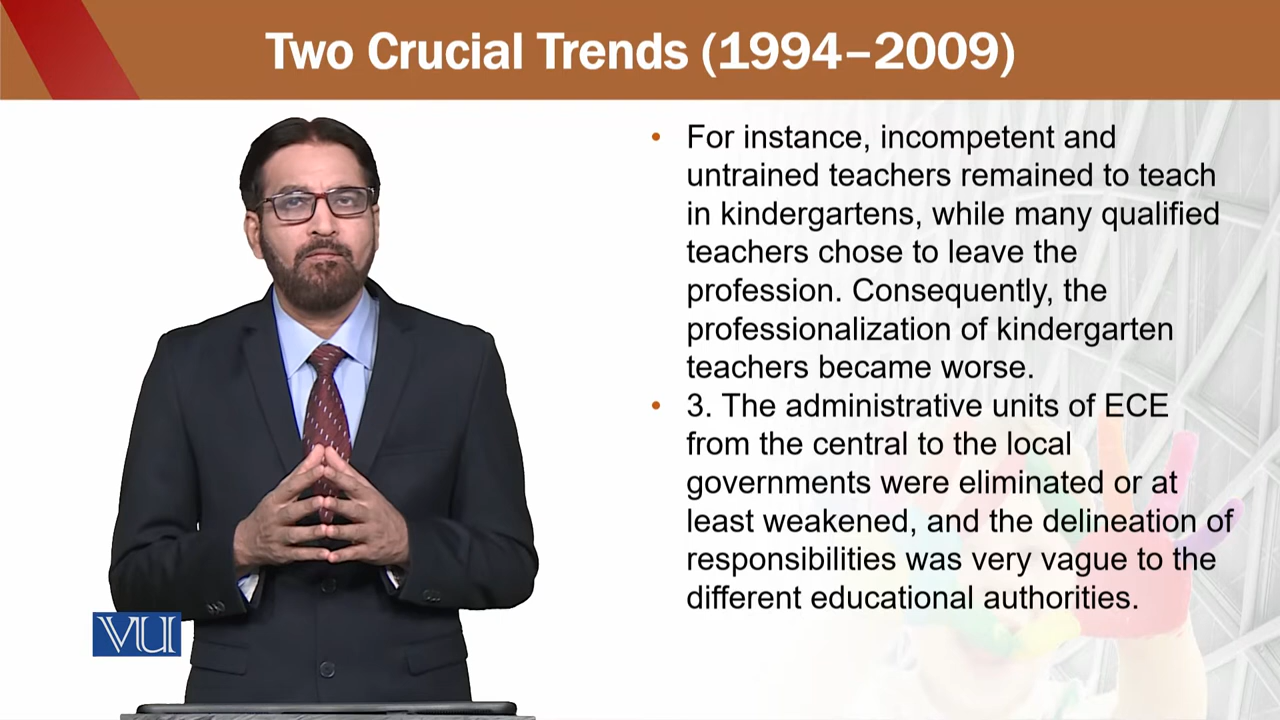 Two Crucial Trends (1994–2009)
• For instance, incompetent and
untrained teachers remained to teach
in kindergartens, while many qualified
teachers chose to leave the
profession. Consequently, the
professionalization of kindergarten
teachers became worse.
• 3. The administrative units of ECE
from the central to the local
governments were eliminated or at
least weakened, and the delineation of
responsibilities was very vague to the
different educational authorities.
VU